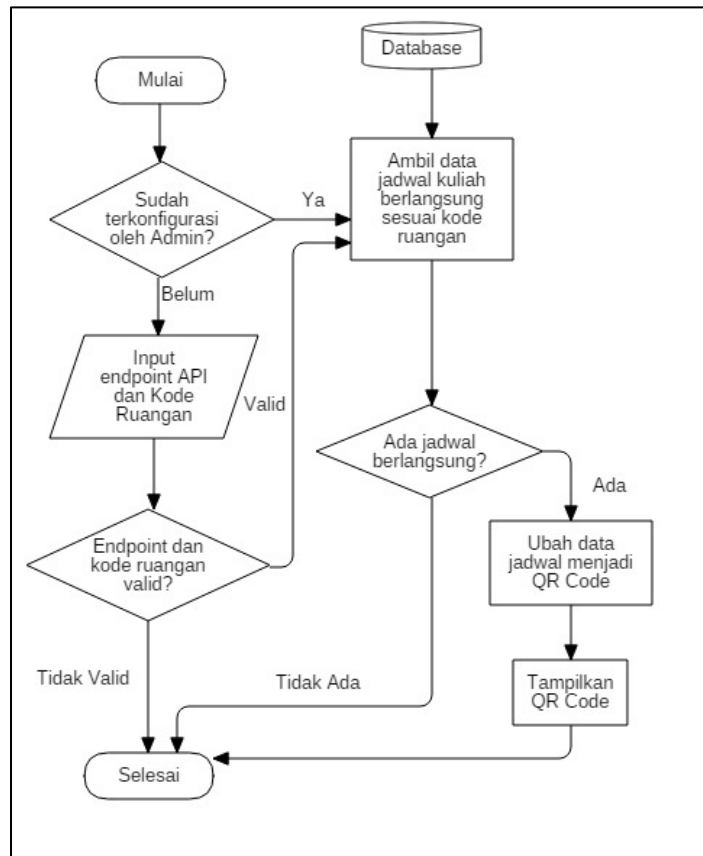 Mulai
Database
Sudah
terkonfigurasi
oleh Admin?
Ya
Ambil data
jadwal kuliah
berlangsung
sesuai kode
ruangan
Belum
Input
endpoint API
dan Kode
Ruangan
Valid
Ada jadwal
berlangsung?
Ada
Endpoint dan
kode ruangan
valid?
Ubah data
jadwal menjadi
QR Code
Tidak Valid
Tidak Ada
Tampilkan
QR Code
Selesai